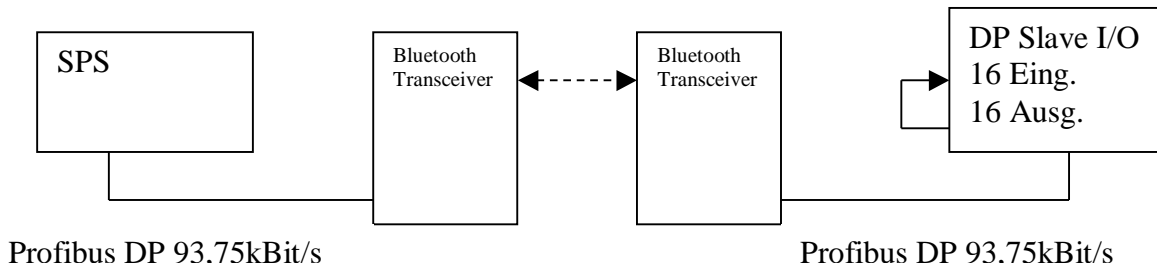 SPS
Bluetooth
Transceiver
Bluetooth
Transceiver
DP Slave I/O
16 Eing.
16 Ausg.
Profibus DP 93,75kBit/s
Profibus DP 93,75kBit/s